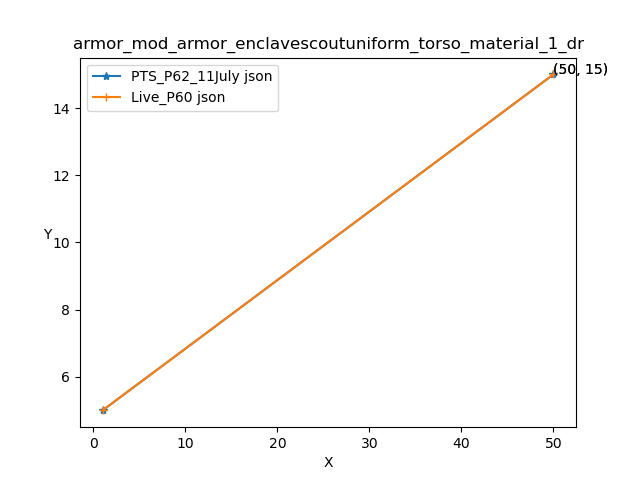 armor_mod_armor_enclavescoutuniform_torso_material_1_dr
PTS_P62_11July json
Live_P60 json
(50, 15)
14
12
10
8
6
Y
0
10
20
30
40
50
X